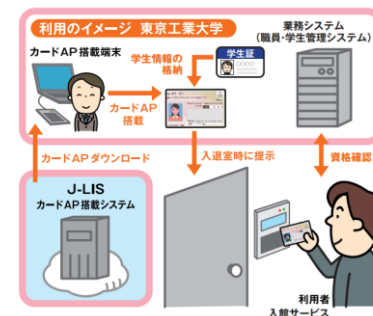 利用のイメージ 東京工業大学
カードAP搭載端末
学生情報の
格納
学生証
業務システム
(職員・学生管理システム)
カードAP
搭載
カードAPダウンロード
入退室時に提示
資格確認
J-LIS
カードAP搭載システム
利用者
入館サービス